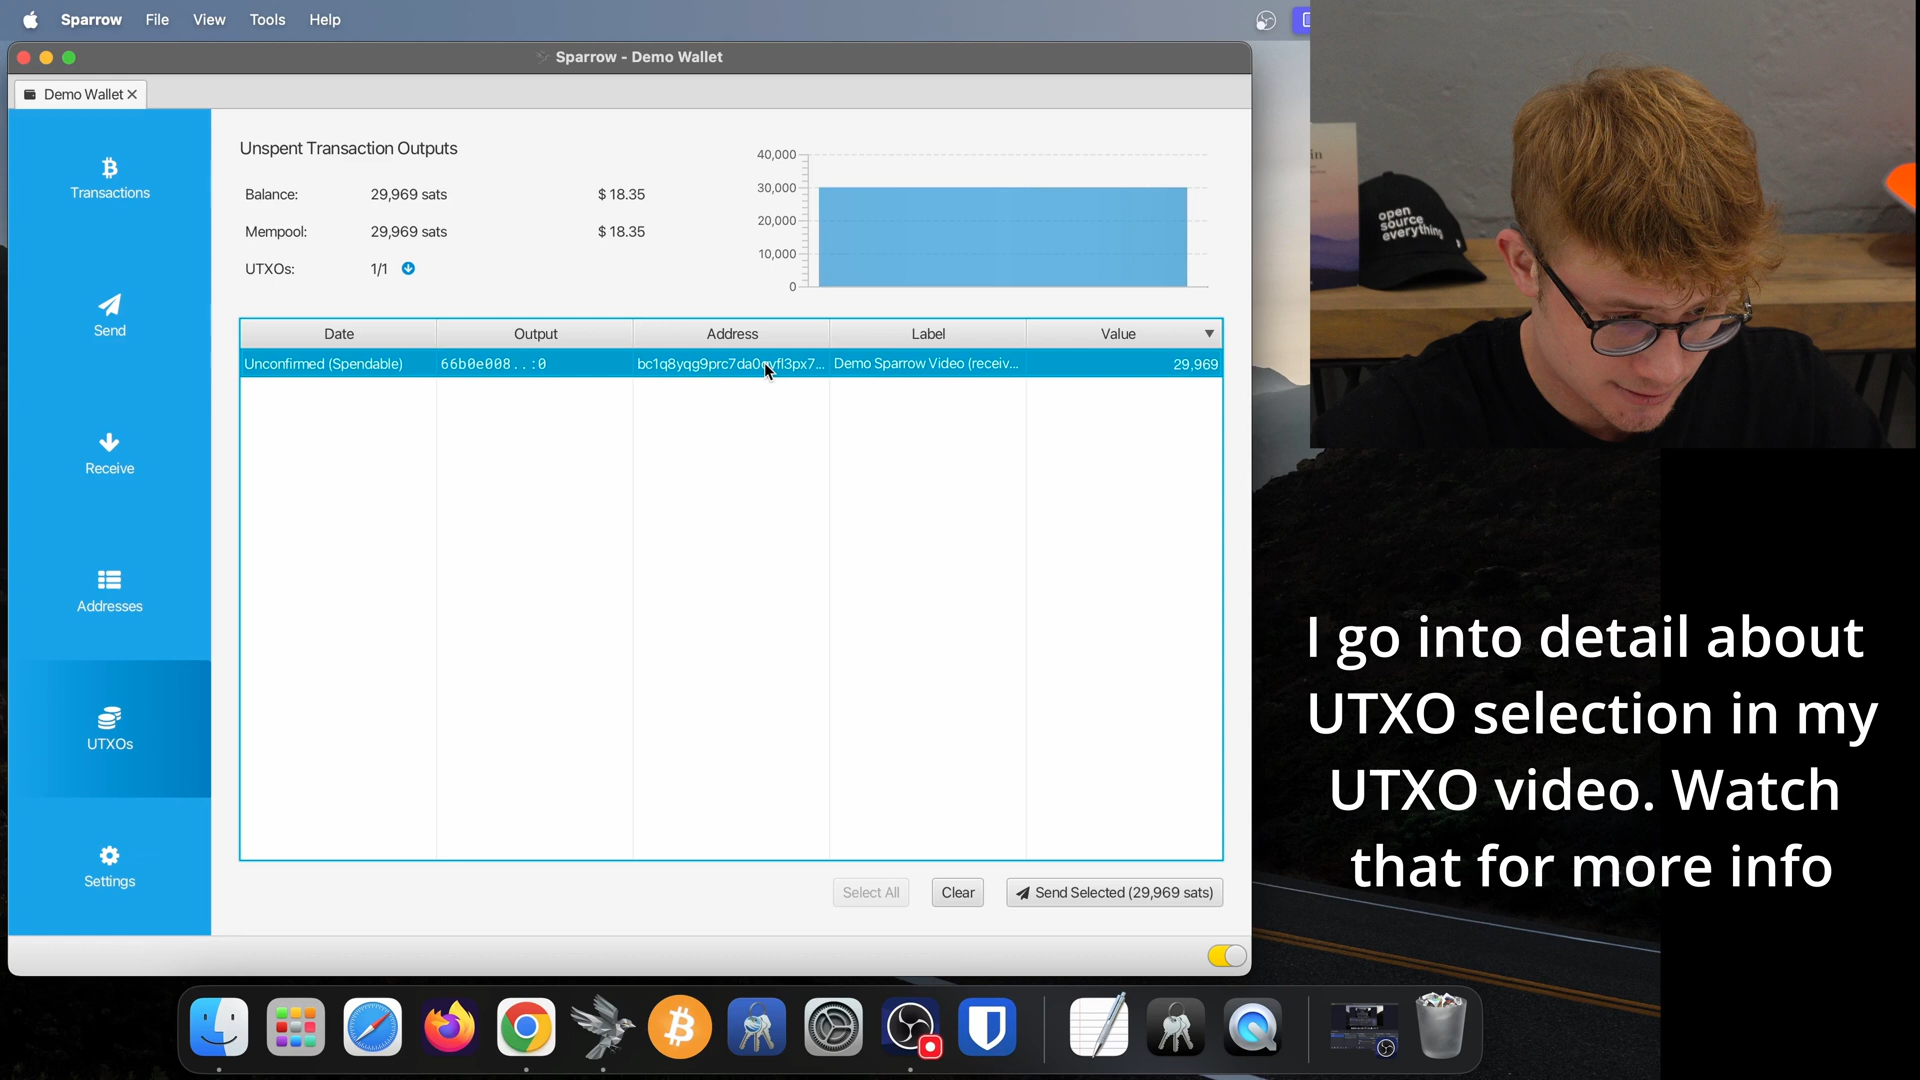 Sparrow File View Tools Help
Sparrow - Demo Wallet
Demo Wallet
Transactions
Send
Receive
Addresses
UTXOs
Settings
Unspent Transaction Outputs
Balance: 29,969 sats $ 18.35
Mempool: 29,969 sats $ 18.35
UTXOs: 1/1
40,000
30,000
20,000
10,000
0
Date Output Address Label Value
Unconfirmed (Spendable) 66b0e008..:0 Demo Sparrow Video (receiv... 29,969
Select All Clear Send Selected (29,969 sats)
open
source
everything
in
I go into detail about
UTXO selection in my
UTXO video. Watch
that for more info